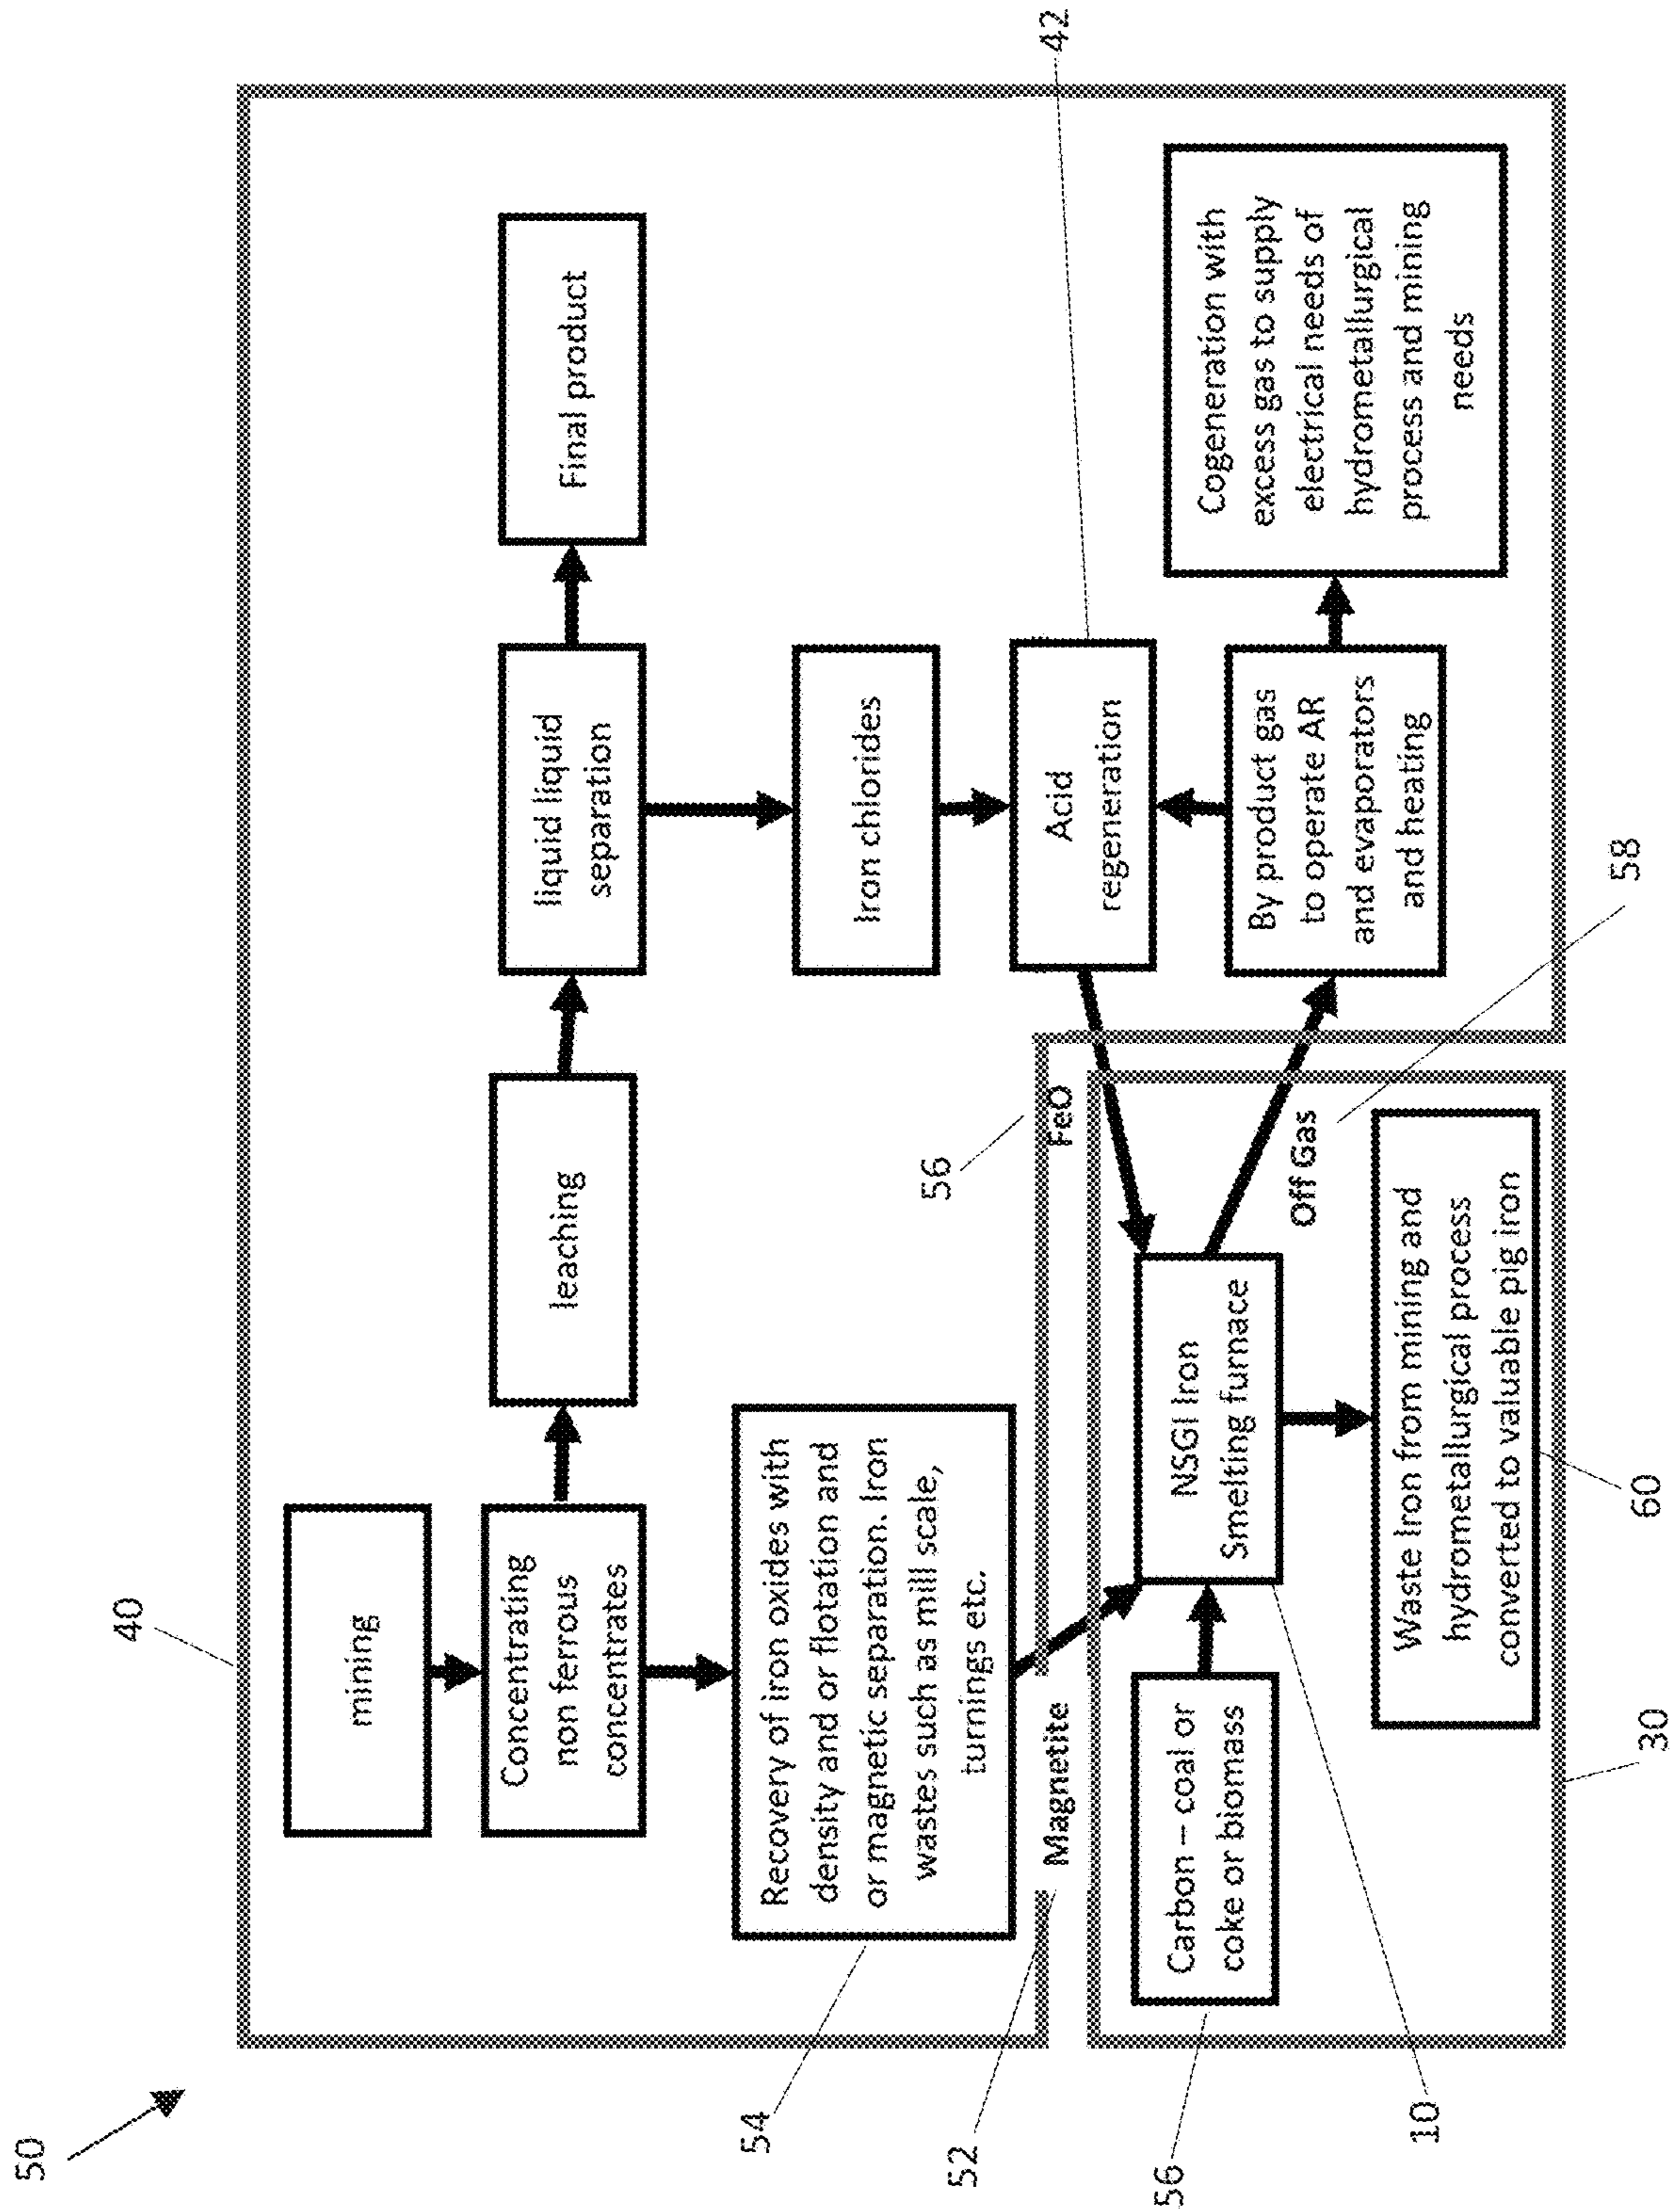 50
40
mining
Concentrating
non ferrous
concentrates
leaching
liquid liquid
separation
Final product
54
Recovery of iron oxides with
density and or flotation and
or magnetic separation. Iron
wastes such as mill scale,
turnings etc.
Iron chlorides
Acid
regeneration
42
52
Magnetite
56
FeO
56
Carbon – coal or
coke or biomass
10
NSGI Iron
Smelting furnace
Off Gas
58
By product gas
to operate AR
and evaporators
and heating
Cogeneration with
excess gas to supply
electrical needs of
hydrometallurgical
process and mining
needs
Waste Iron from mining and
hydrometallurgical process
converted to valuable pig iron
60
30